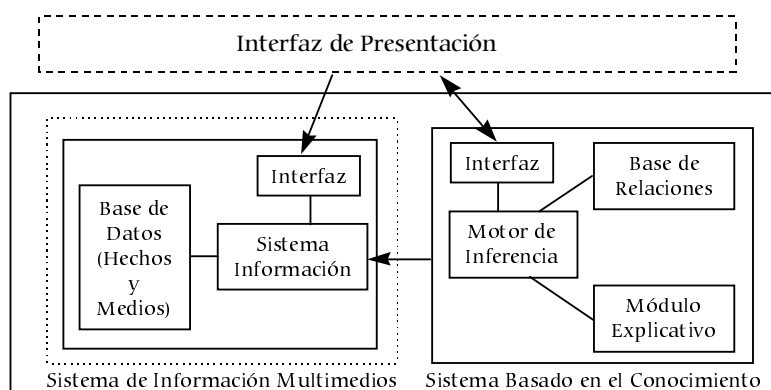 Interfaz de Presentación
Interfaz
Base de
Datos
(Hechos
y
Medios)
Sistema
Información
Interfaz
Motor de
Inferencia
Base de
Relaciones
Módulo
Explicativo
Sistema de Información Multimedios
Sistema Basado en el Conocimiento